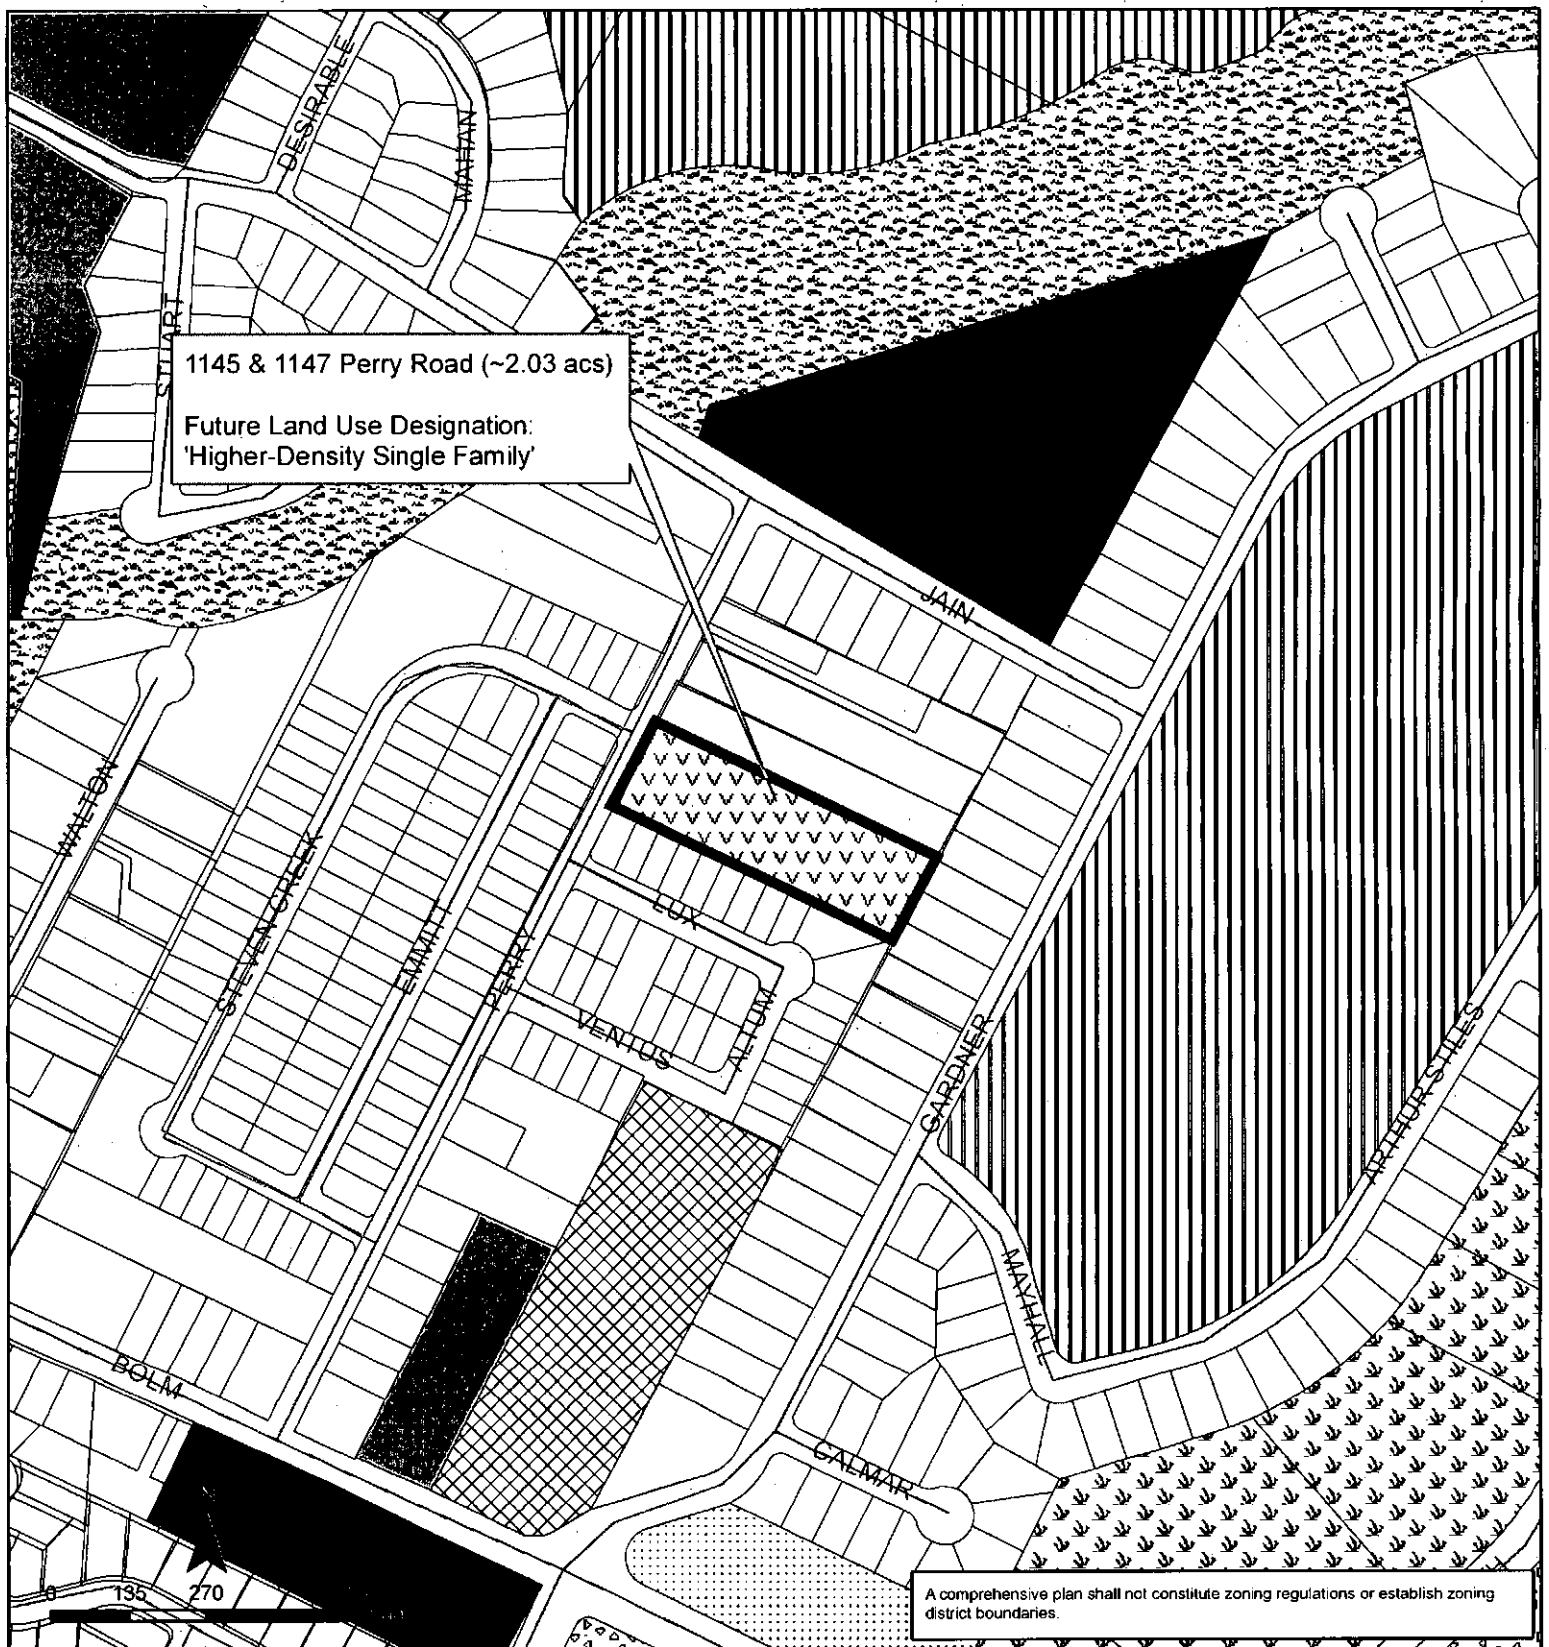 DESIRABLE
MAHAN
STUART
1145 & 1147 Perry Road (~2.03 acs)
Future Land Use Designation:
'Higher-Density Single Family'
JAIN
WALTON
STEVEN CREEK
EMMITT
PERRY
LUX
VENTUS
ALTUM
GARDNER
ARTHUR STILES
MAYHALL
BOLM
CALMAR
0 135 270
A comprehensive plan shall not constitute zoning regulations or establish zoning
district boundaries.